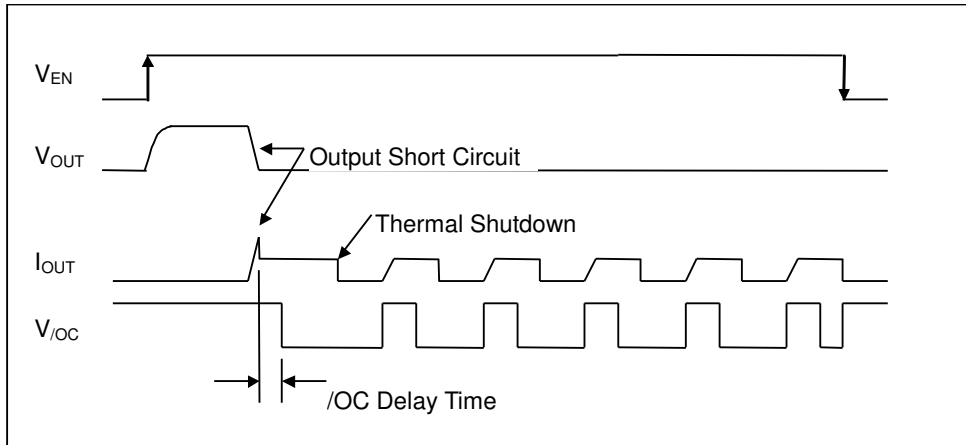 VEN
VOUT
Output Short Circuit
Thermal Shutdown
IOUT
V/OC
/OC Delay Time